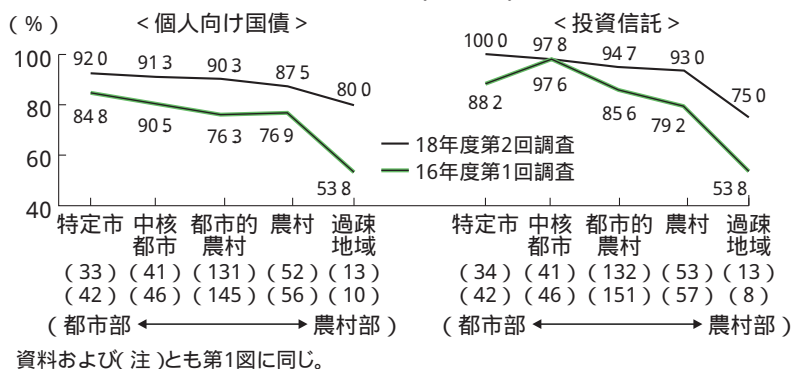 (%) <個人向け国債> <投資信託>
100 92 0 91 3 90 3 87 5 80 0 100 0 97 8 94 7 93 0 75 0
80 84 8 90 5 76 3 76 9 88 2 97 6 85 6 79 2
60 18年度第2回調査
16年度第1回調査
40 53 8 53 8
特定市 中核都市 都市的農村 農村 過疎地域 特定市 中核都市 都市的農村 農村 過疎地域
(33) (41) (131) (52) (13) (34) (41) (132) (53) (13)
(42) (46) (145) (56) (10) (42) (46) (151) (57) (8)
(都市部 農村部) (都市部 農村部)
資料および(注)とも第1図に同じ。